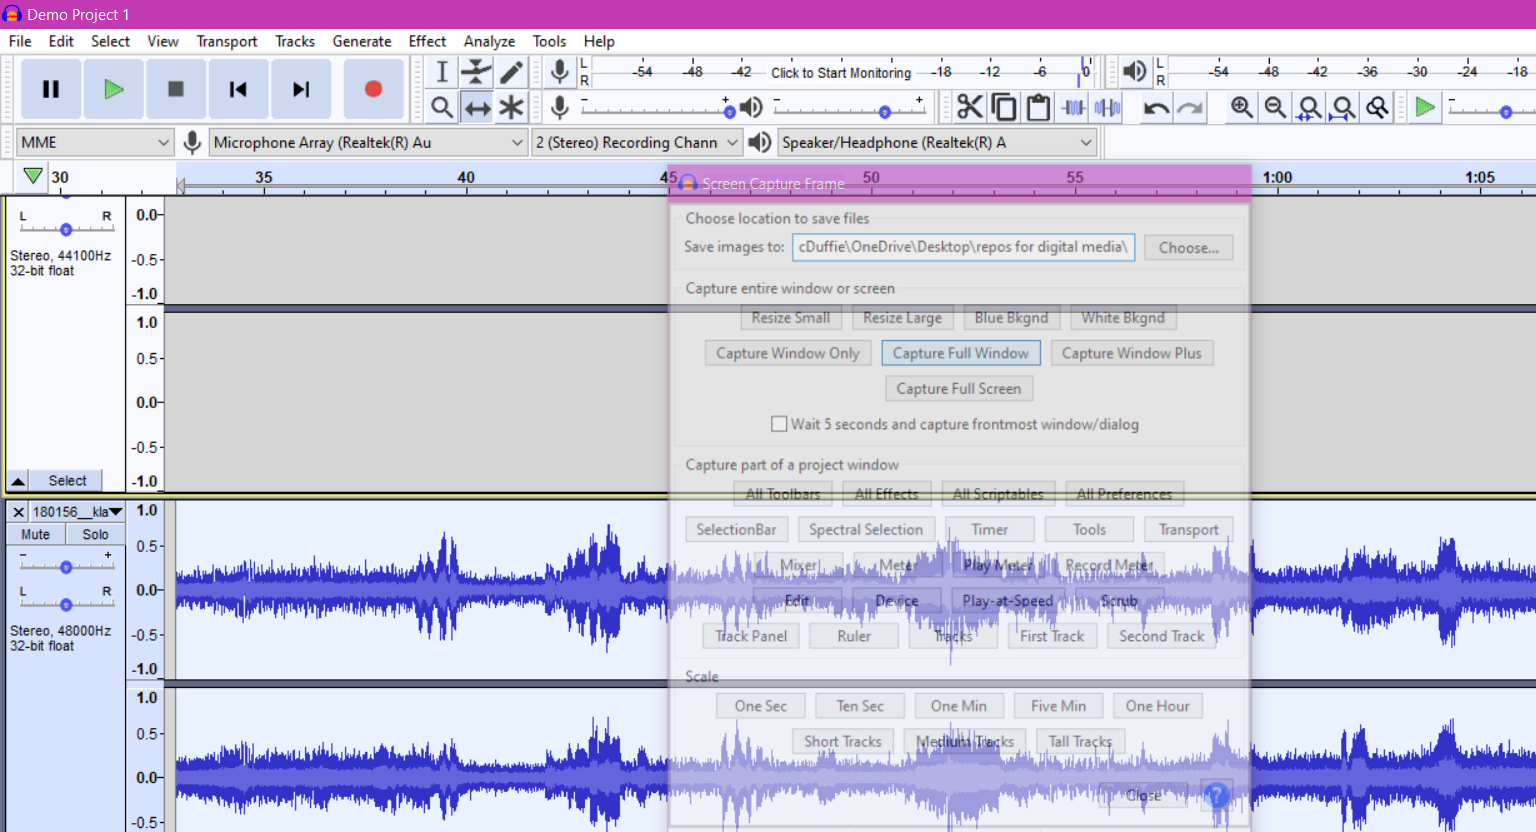 Demo Project 1
File Edit Select View Transport Tracks Generate Effect Analyze Tools Help
L R -54 -48 -42 Click to Start Monitoring -18 -12 -6 0 L R -54 -48 -42 -36 -30 -24 -18
- + - + -
MME Microphone Array (Realtek(R) Au 2 (Stereo) Recording Chann Speaker/Headphone (Realtek(R) A
30 35 40 45 50 55 1:00 1:05
Screen Capture Frame
Choose location to save files
Save images to: cDuffie\OneDrive\Desktop\repos for digital media\ Choose...
Capture entire window or screen
Resize Small Resize Large Blue Bkgnd White Bkgnd
Capture Window Only Capture Full Window Capture Window Plus
Capture Full Screen
Wait 5 seconds and capture frontmost window/dialog
Capture part of a project window
All Toolbars All Effects All Scriptables All Preferences
SelectionBar Spectral Selection Timer Tools Transport
Mixer Meter Play Meter Record Meter
Edit Device Play-at-Speed Scrub
Track Panel Ruler Tracks First Track Second Track
Scale
One Sec Ten Sec One Min Five Min One Hour
Short Tracks Medium Tracks Tall Tracks
Close ?
L R
Stereo, 44100Hz
32-bit float
Select
0.0
-0.5
-1.0
1.0
0.5
0.0
-0.5
-1.0
× 180156__kla
Mute Solo
- +
L R
Stereo, 48000Hz
32-bit float
1.0
0.5
0.0
-0.5
-1.0
1.0
0.5
0.0
-0.5